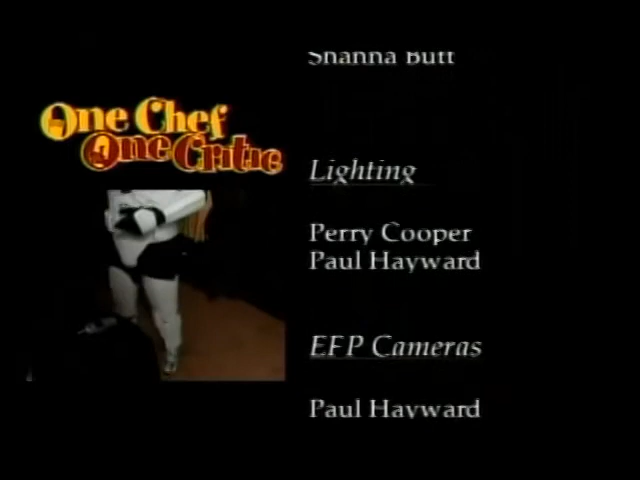 Shanna Butt
One Chef
One Critic
Lighting
Perry Cooper
Paul Hayward
EFP Cameras
Paul Hayward